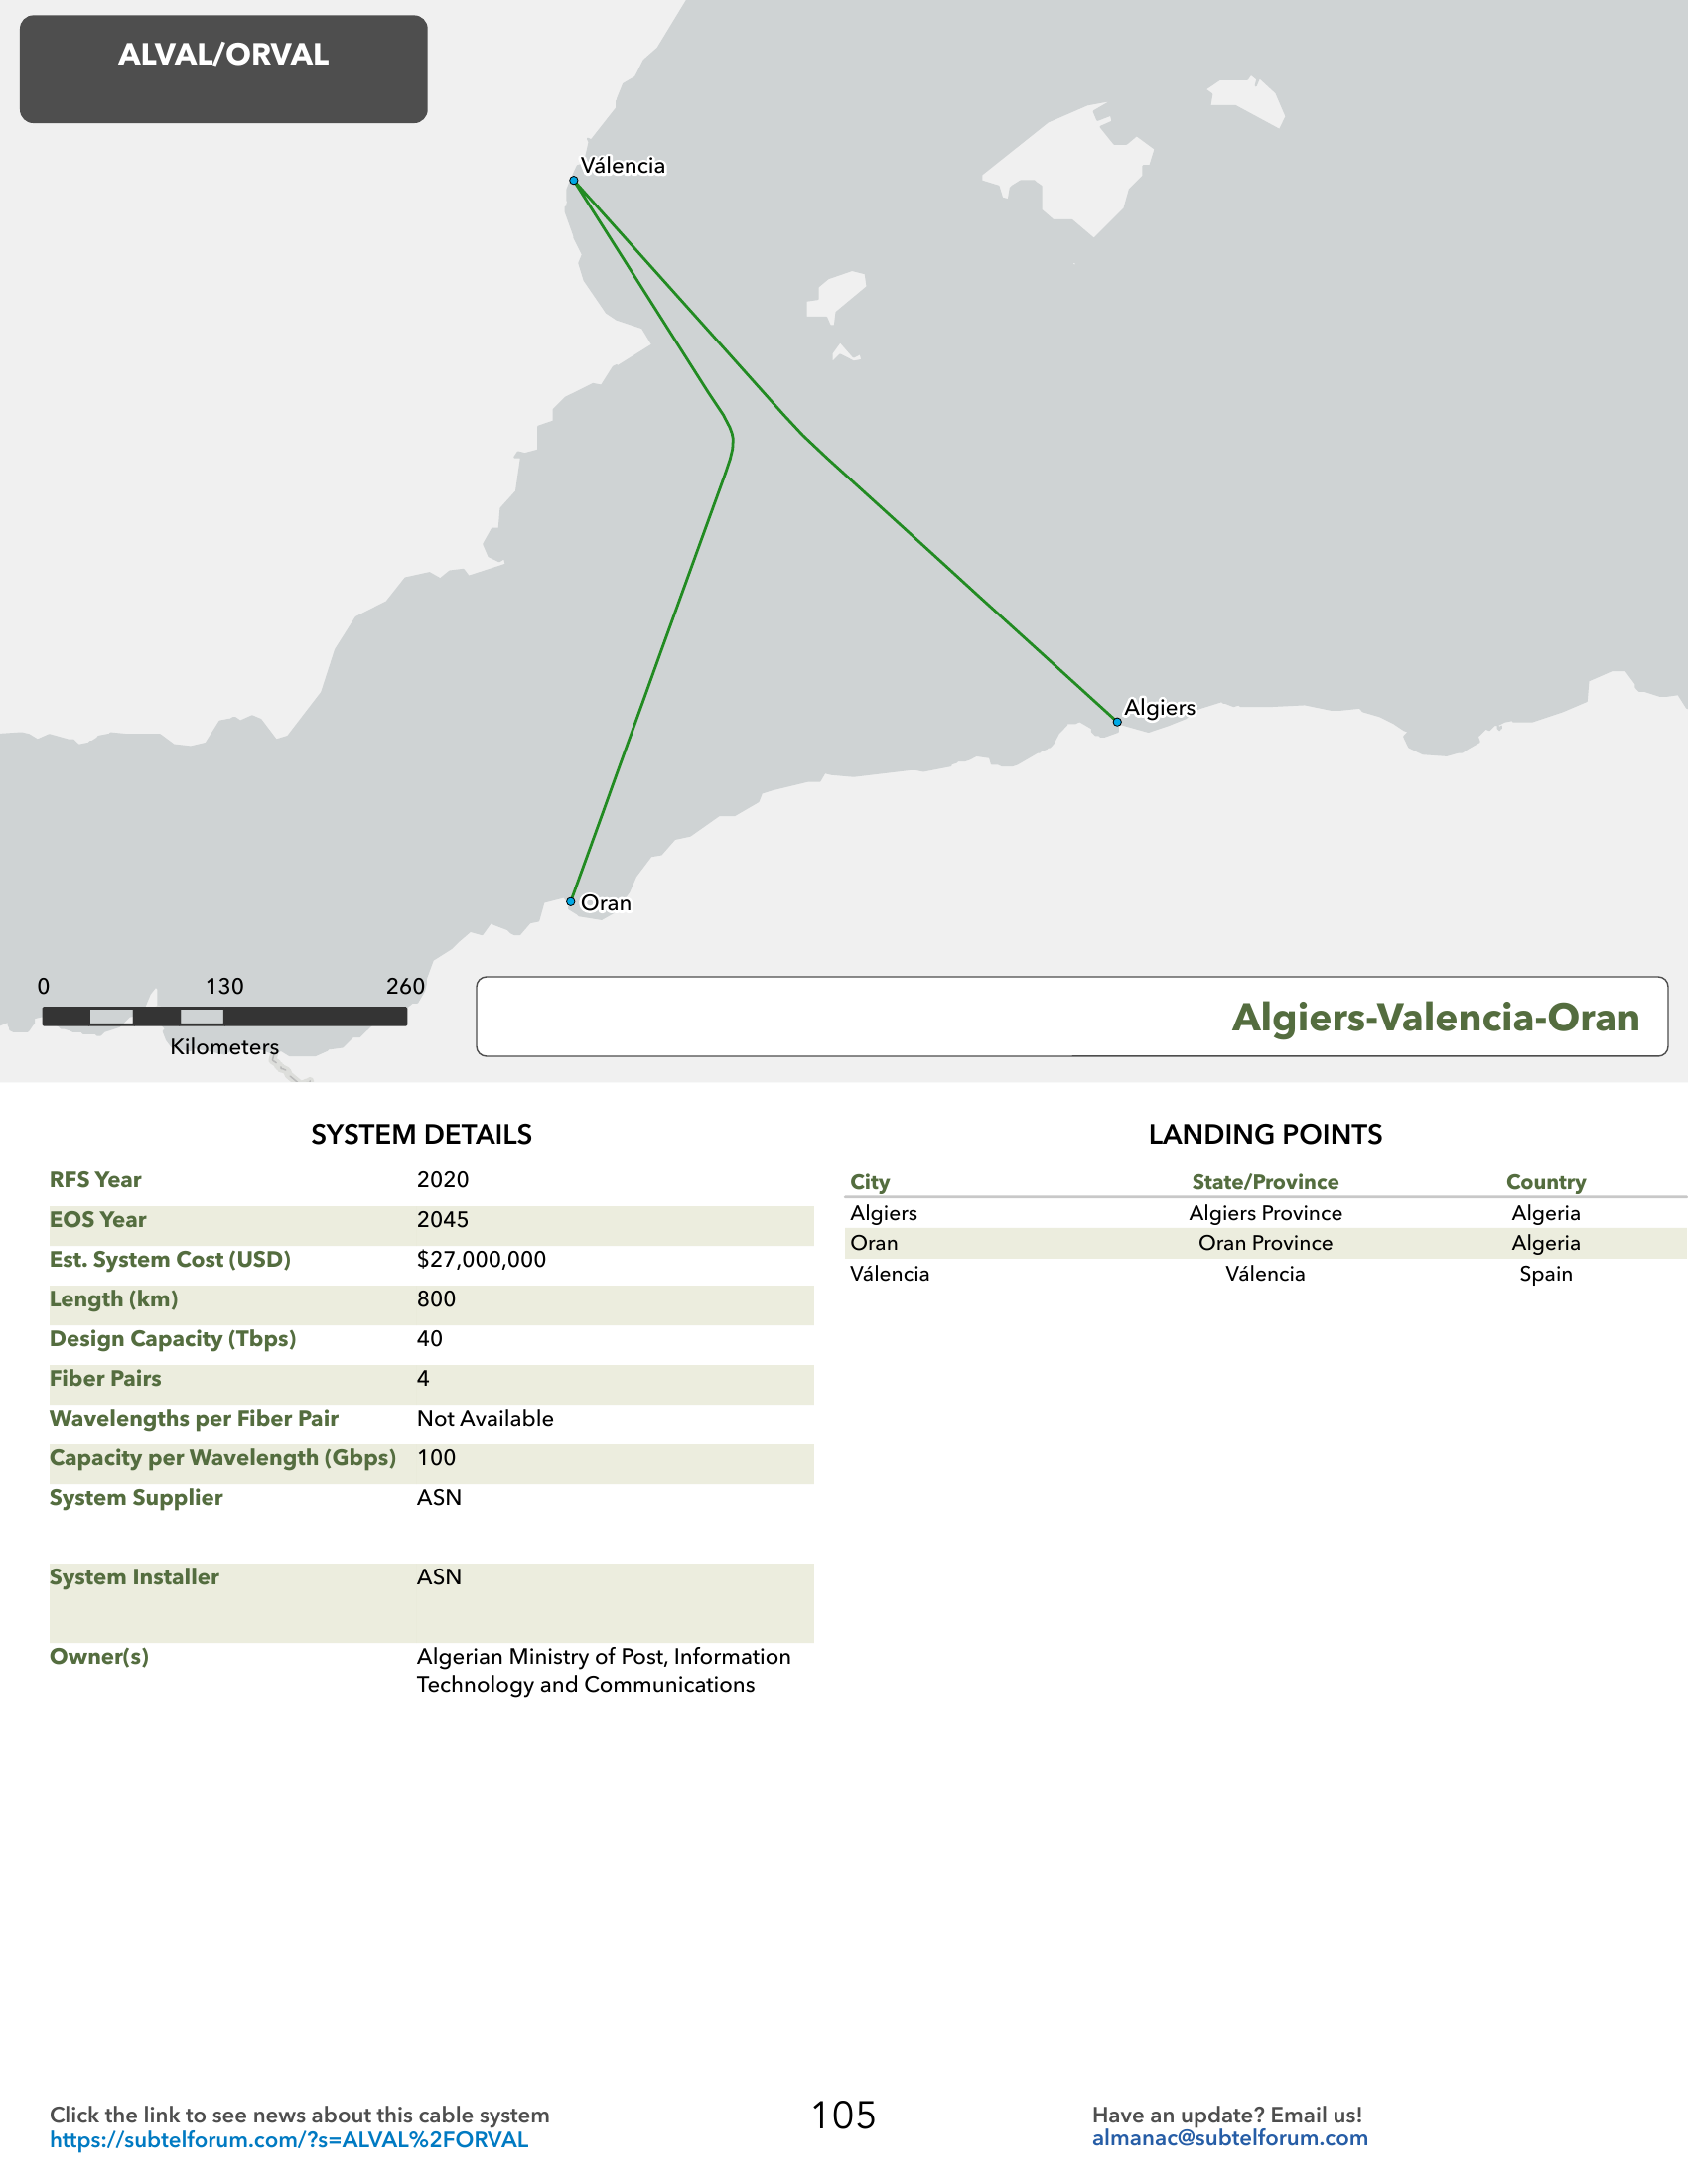 ALVAL/ORVAL
Válencia
Algiers
Oran
0 130 260
Kilometers
Algiers-Valencia-Oran
SYSTEM DETAILS
RFS Year 2020
EOS Year 2045
Est. System Cost (USD) $27,000,000
Length (km) 800
Design Capacity (Tbps) 40
Fiber Pairs 4
Wavelengths per Fiber Pair Not Available
Capacity per Wavelength (Gbps) 100
System Supplier ASN
System Installer ASN
Owner(s) Algerian Ministry of Post, Information
Technology and Communications
LANDING POINTS
City State/Province Country
Algiers Algiers Province Algeria
Oran Oran Province Algeria
Válencia Válencia Spain
Click the link to see news about this cable system
https://subtelforum.com/?s=ALVAL%2FORVAL
105
Have an update? Email us!
almanac@subtelforum.com